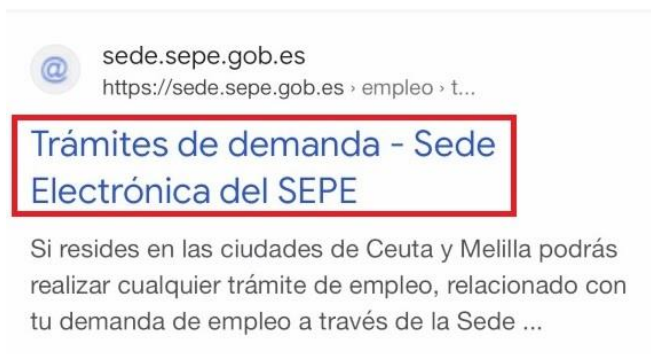 @
sede.sepe.gob.es
https://sede.sepe.gob.es › empleo › t...
Trámites de demanda - Sede
Electrónica del SEPE
Si resides en las ciudades de Ceuta y Melilla podrás
realizar cualquier trámite de empleo, relacionado con
tu demanda de empleo a través de la Sede ...